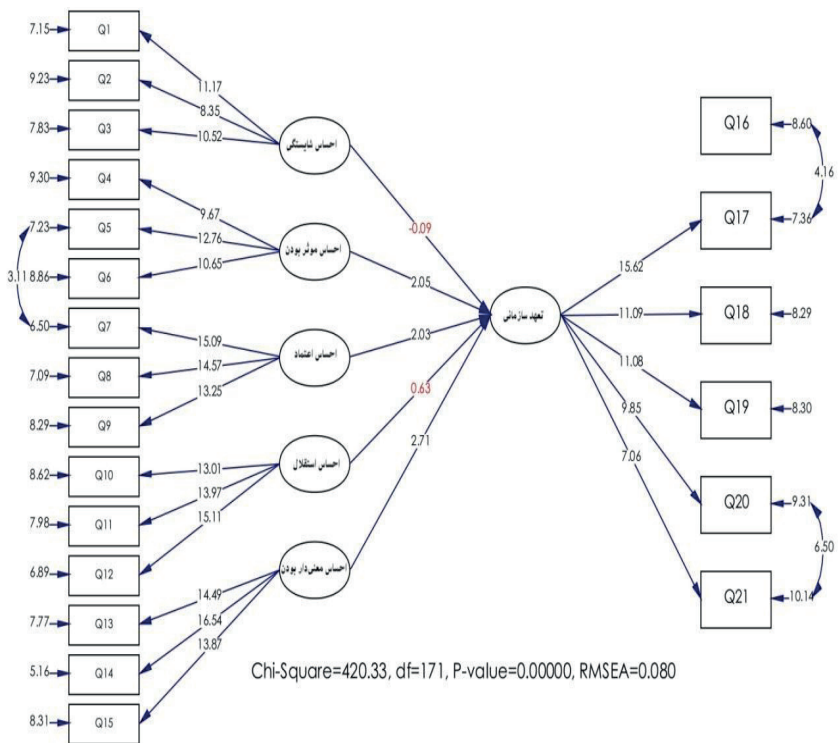 7.15 Q1
9.23 Q2
7.83 Q3
9.30 Q4
7.23 Q5
8.86 Q6
6.50 Q7
7.09 Q8
8.29 Q9
8.62 Q10
7.98 Q11
6.89 Q12
7.77 Q13
5.16 Q14
8.31 Q15
3.11
11.17
8.35
10.52
9.67
12.76
10.65
15.09
14.57
13.25
13.01
13.97
15.11
14.49
16.54
13.87
احساس شایستگی
احساس موثر بودن
احساس اعتماد
احساس استقلال
احساس معنی‌دار بودن
-0.09
2.05
2.03
0.63
2.71
تعهد سازمانی
15.62
11.09
11.08
9.85
7.06
Q16 8.60
Q17 7.36
Q18 8.29
Q19 8.30
Q20 9.31
Q21 10.14
4.16
6.50
Chi-Square=420.33, df=171, P-value=0.00000, RMSEA=0.080